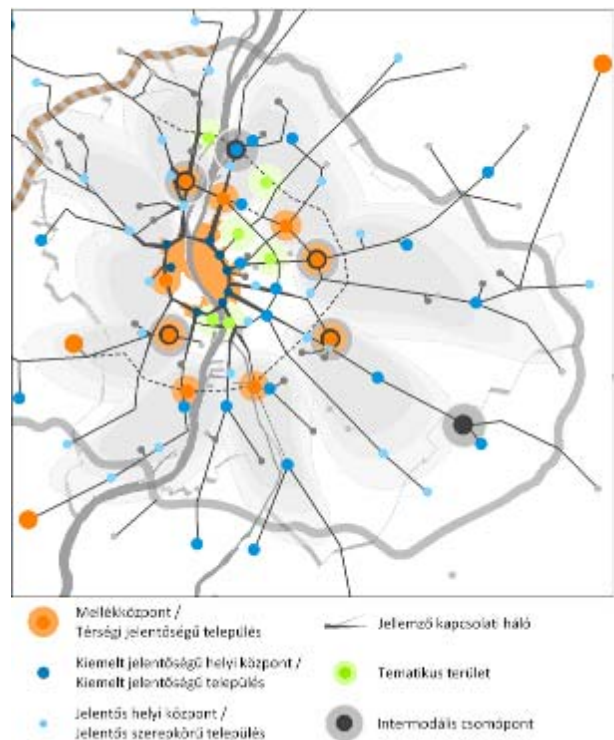 Mellékközpont /
Térségi jelentőségű település
Kiemelt jelentőségű helyi központ /
Kiemelt jelentőségű település
Jelentős helyi központ /
Jelentős szerepkörű település
Jellemző kapcsolati háló
Tematikus terület
Intermodális csomópont